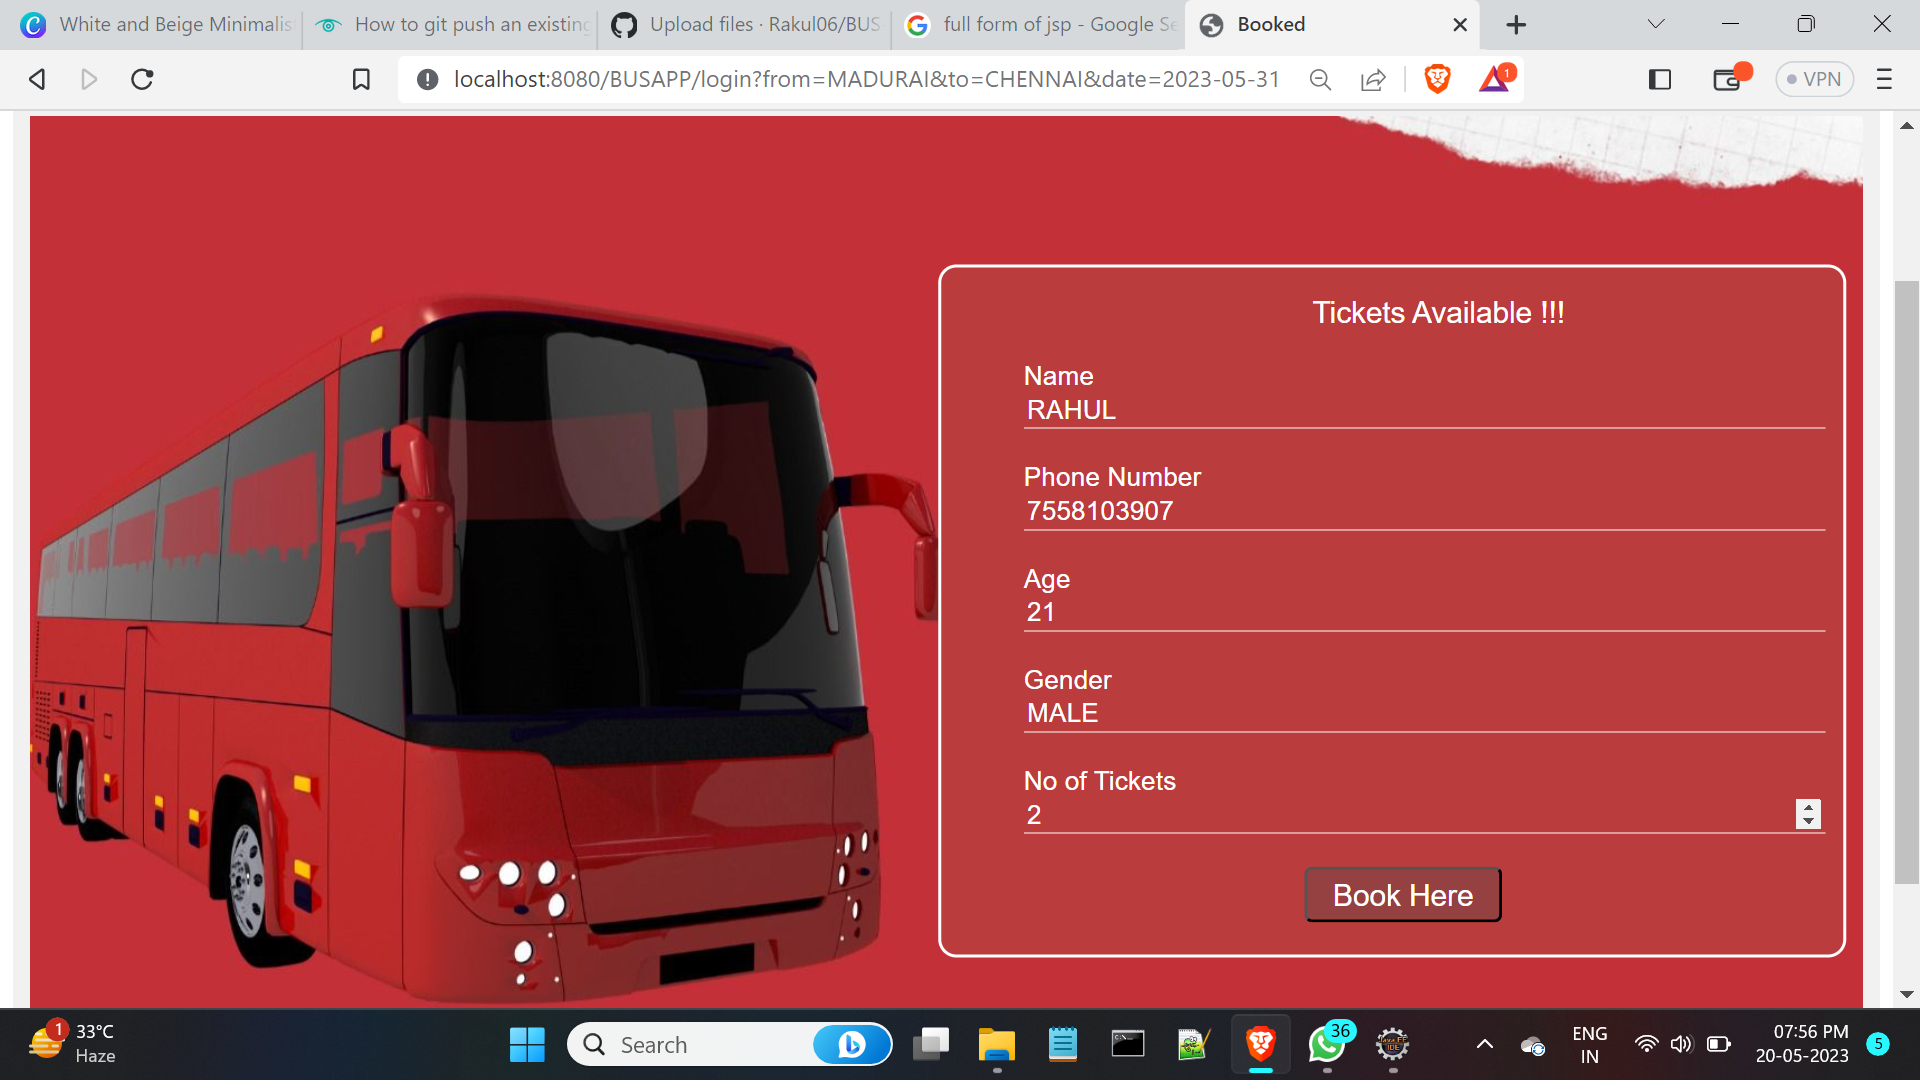 White and Beige Minimalis
How to git push an existing
Upload files · Rakul06/BUS
full form of jsp - Google Se
Booked
localhost:8080/BUSAPP/login?from=MADURAI&to=CHENNAI&date=2023-05-31
1
VPN
Tickets Available !!!
Name
RAHUL
Phone Number
7558103907
Age
21
Gender
MALE
No of Tickets
2
Book Here
1
33°C
Haze
Search
36
ENG
IN
07:56 PM
20-05-2023
5